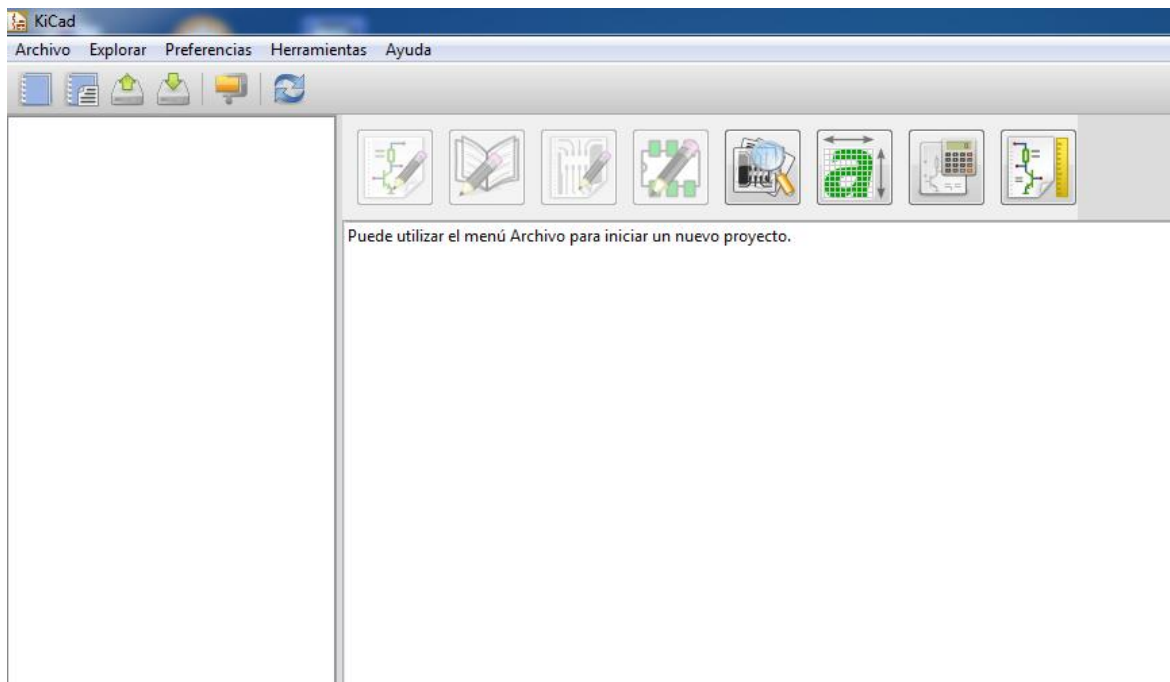 KiCad
Archivo Explorar Preferencias Herramientas Ayuda
Puede utilizar el menú Archivo para iniciar un nuevo proyecto.